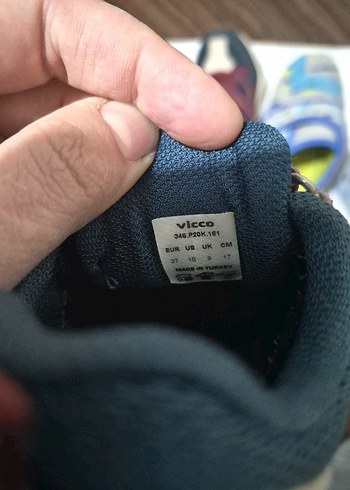 vicco
346.P20K.161
EUR US UK CM
27 10 9 17
MADE IN TURKEY